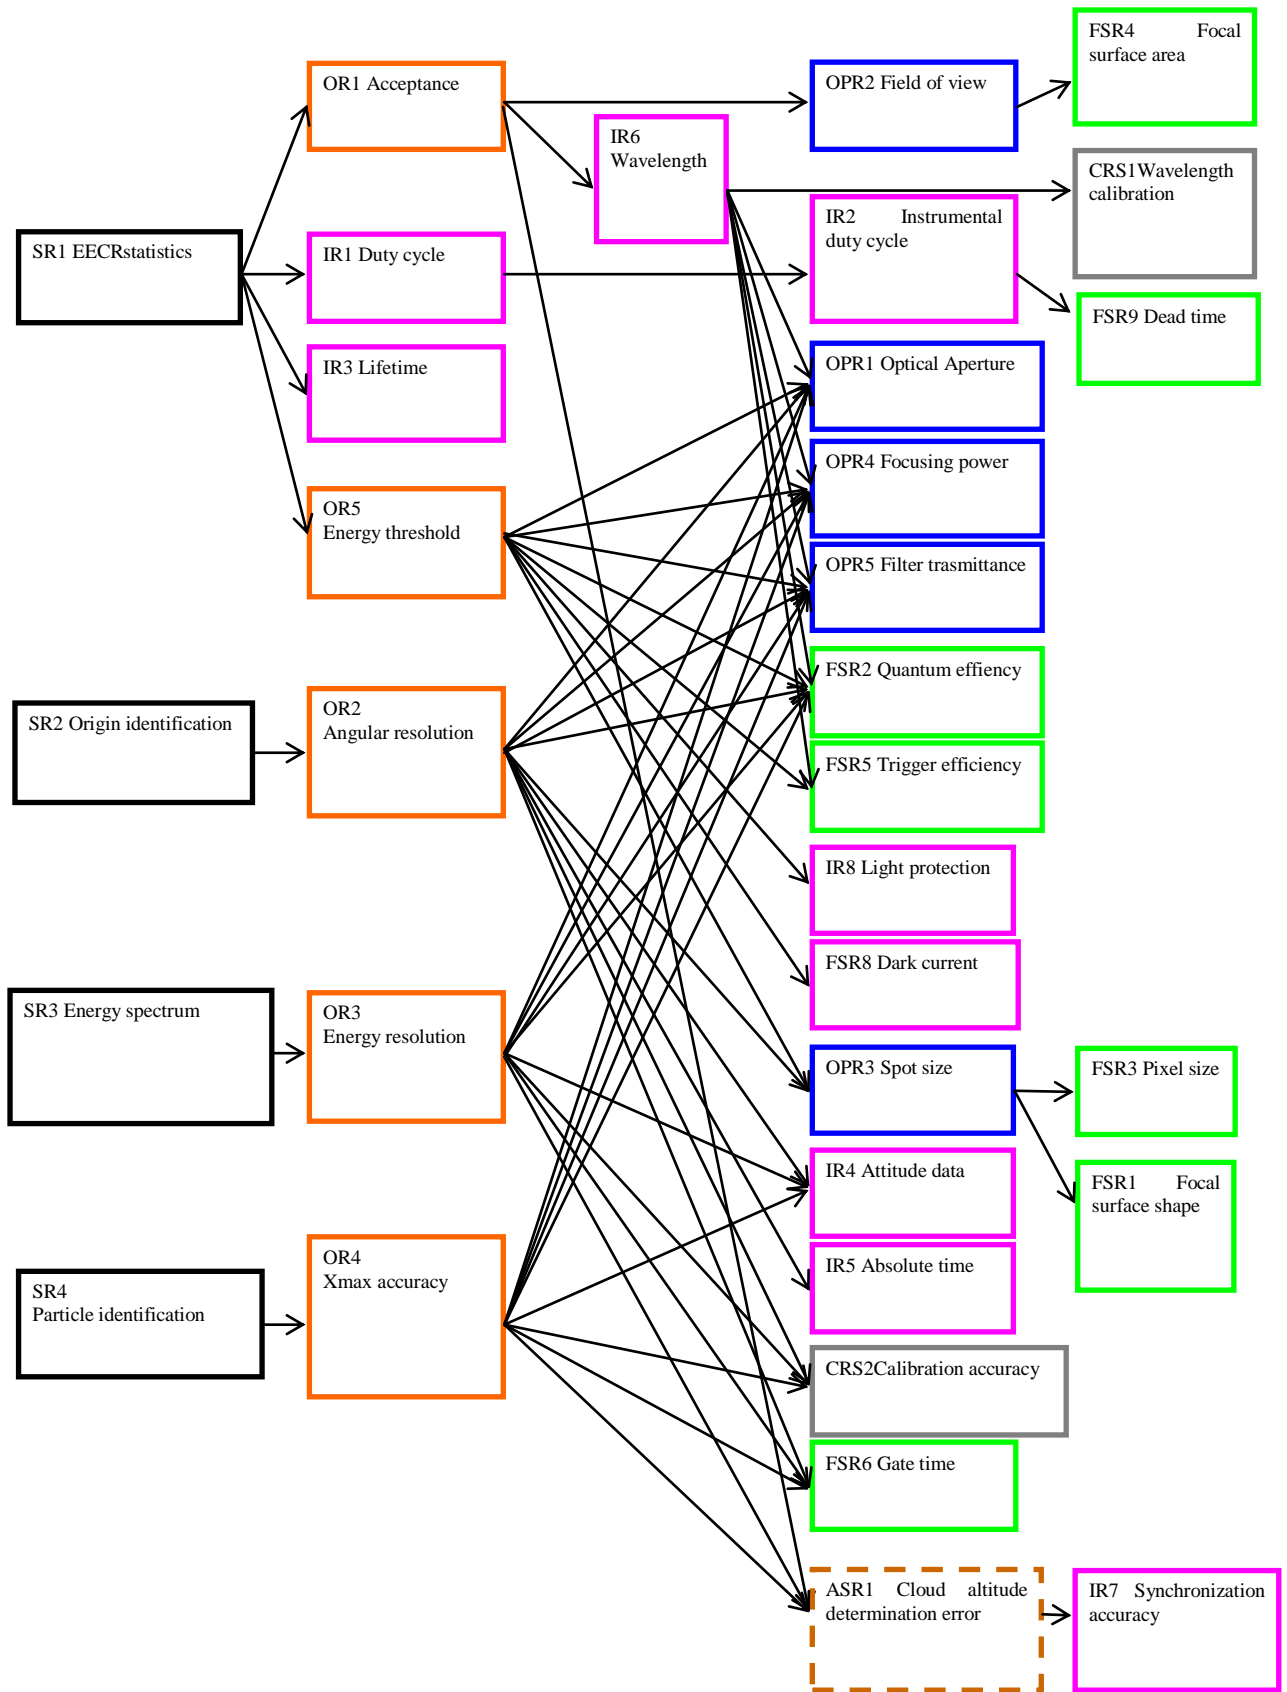 FSR4 Focal
surface area
OR1 Acceptance
OPR2 Field of view
IR6
Wavelength
CRS1Wavelength
calibration
SR1 EECRstatistics
IR1 Duty cycle
IR2 Instrumental
duty cycle
FSR9 Dead time
IR3 Lifetime
OPR1 Optical Aperture
OPR4 Focusing power
OR5
Energy threshold
OPR5 Filter trasmittance
FSR2 Quantum effiency
SR2 Origin identification
OR2
Angular resolution
FSR5 Trigger efficiency
IR8 Light protection
FSR8 Dark current
SR3 Energy spectrum
OR3
Energy resolution
OPR3 Spot size
FSR3 Pixel size
IR4 Attitude data
FSR1 Focal
surface shape
OR4
Xmax accuracy
IR5 Absolute time
SR4
Particle identification
CRS2Calibration accuracy
FSR6 Gate time
ASR1 Cloud altitude
determination error
IR7 Synchronization
accuracy